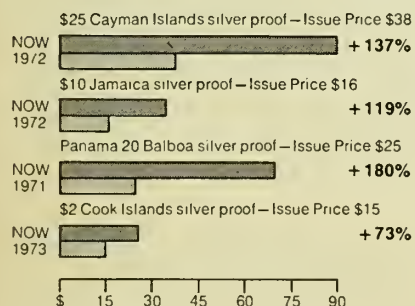 $25 Cayman Islands silver proof – Issue Price $38
NOW
+137%
1972
$10 Jamaica silver proof – Issue Price $16
NOW
+119%
1972
Panama 20 Balboa silver proof – Issue Price $25
NOW
+180%
1971
$2 Cook Islands silver proof – Issue Price $15
NOW
+73%
1973
$ 15 30 45 60 75 90